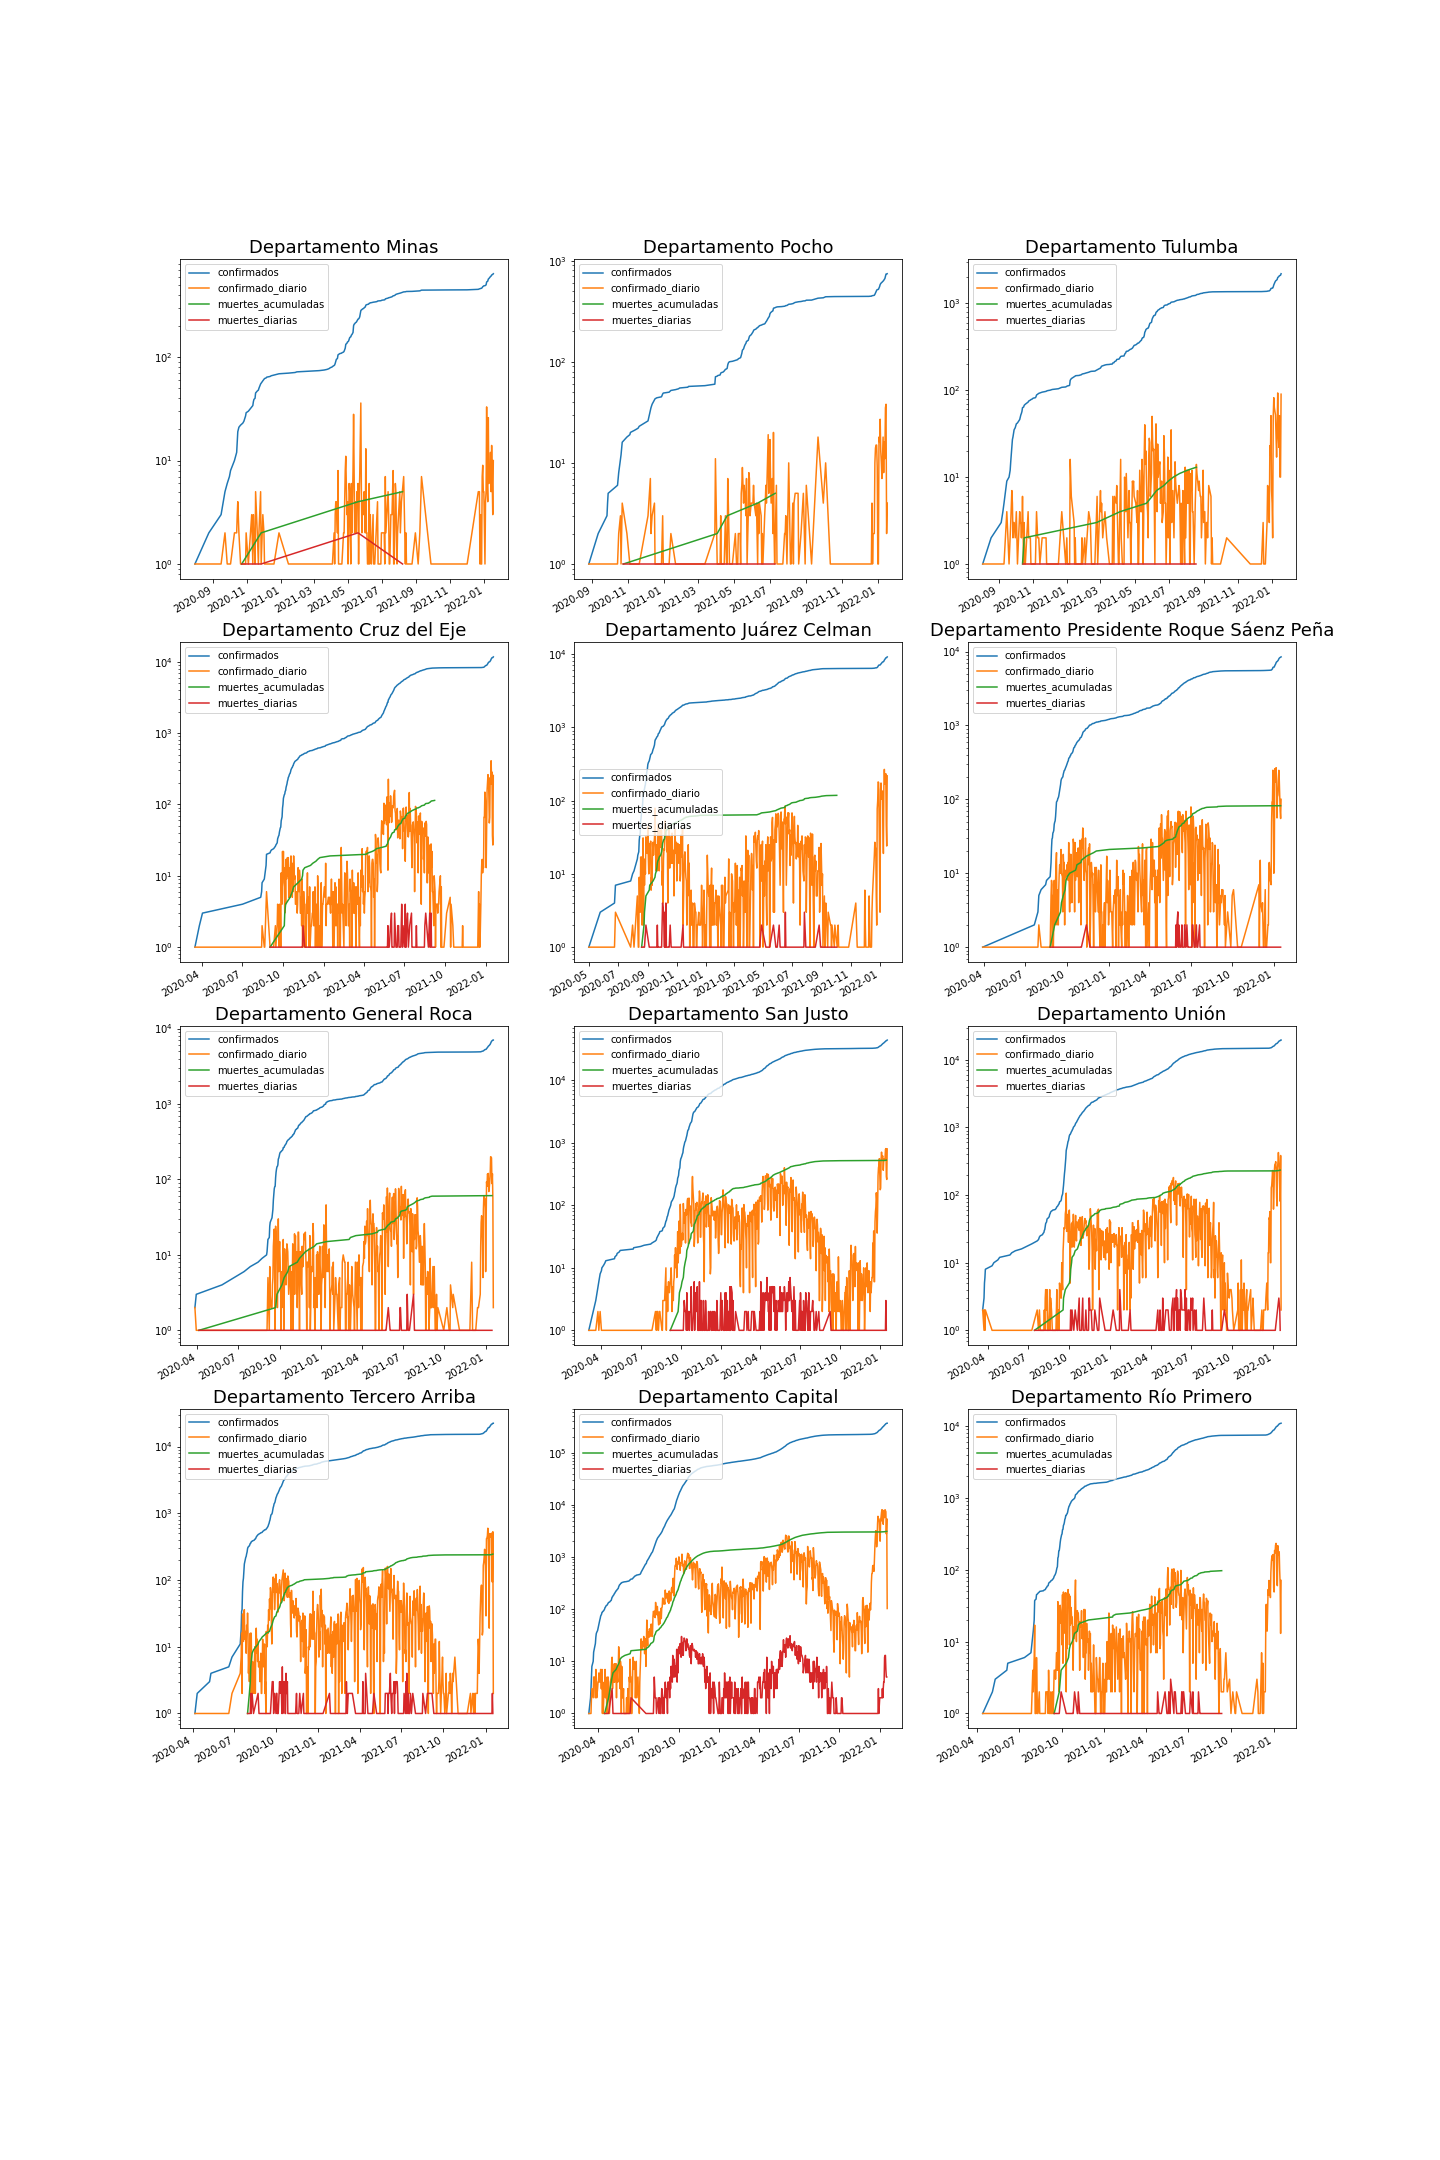 Departamento Minas
confirmados
confirmado_diario
muertes_acumuladas
muertes_diarias
10²
10¹
10⁰
2020-09 2020-11 2021-01 2021-03 2021-05 2021-07 2021-09 2021-11 2022-01
Departamento Pocho
confirmados
confirmado_diario
muertes_acumuladas
muertes_diarias
10³
10²
10¹
10⁰
2020-09 2020-11 2021-01 2021-03 2021-05 2021-07 2021-09 2021-11 2022-01
Departamento Tulumba
confirmados
confirmado_diario
muertes_acumuladas
muertes_diarias
10³
10²
10¹
10⁰
2020-09 2020-11 2021-01 2021-03 2021-05 2021-07 2021-09 2021-11 2022-01
Departamento Cruz del Eje
confirmados
confirmado_diario
muertes_acumuladas
muertes_diarias
10⁴
10³
10²
10¹
10⁰
2020-04 2020-07 2020-10 2021-01 2021-04 2021-07 2021-10 2022-01
Departamento Juárez Celman
confirmados
confirmado_diario
muertes_acumuladas
muertes_diarias
10⁴
10³
10²
10¹
10⁰
2020-05 2020-07 2020-09 2020-11 2021-01 2021-03 2021-05 2021-07 2021-09 2021-11 2022-01
Departamento Presidente Roque Sáenz Peña
confirmados
confirmado_diario
muertes_acumuladas
muertes_diarias
10⁴
10³
10²
10¹
10⁰
2020-04 2020-07 2020-10 2021-01 2021-04 2021-07 2021-10 2022-01
Departamento General Roca
confirmados
confirmado_diario
muertes_acumuladas
muertes_diarias
10⁴
10³
10²
10¹
10⁰
2020-04 2020-07 2020-10 2021-01 2021-04 2021-07 2021-10 2022-01
Departamento San Justo
confirmados
confirmado_diario
muertes_acumuladas
muertes_diarias
10⁴
10³
10²
10¹
10⁰
2020-04 2020-07 2020-10 2021-01 2021-04 2021-07 2021-10 2022-01
Departamento Unión
confirmados
confirmado_diario
muertes_acumuladas
muertes_diarias
10⁴
10³
10²
10¹
10⁰
2020-04 2020-07 2020-10 2021-01 2021-04 2021-07 2021-10 2022-01
Departamento Tercero Arriba
confirmados
confirmado_diario
muertes_acumuladas
muertes_diarias
10⁴
10³
10²
10¹
10⁰
2020-04 2020-07 2020-10 2021-01 2021-04 2021-07 2021-10 2022-01
Departamento Capital
confirmados
confirmado_diario
muertes_acumuladas
muertes_diarias
10⁵
10⁴
10³
10²
10¹
10⁰
2020-04 2020-07 2020-10 2021-01 2021-04 2021-07 2021-10 2022-01
Departamento Río Primero
confirmados
confirmado_diario
muertes_acumuladas
muertes_diarias
10⁴
10³
10²
10¹
10⁰
2020-04 2020-07 2020-10 2021-01 2021-04 2021-07 2021-10 2022-01